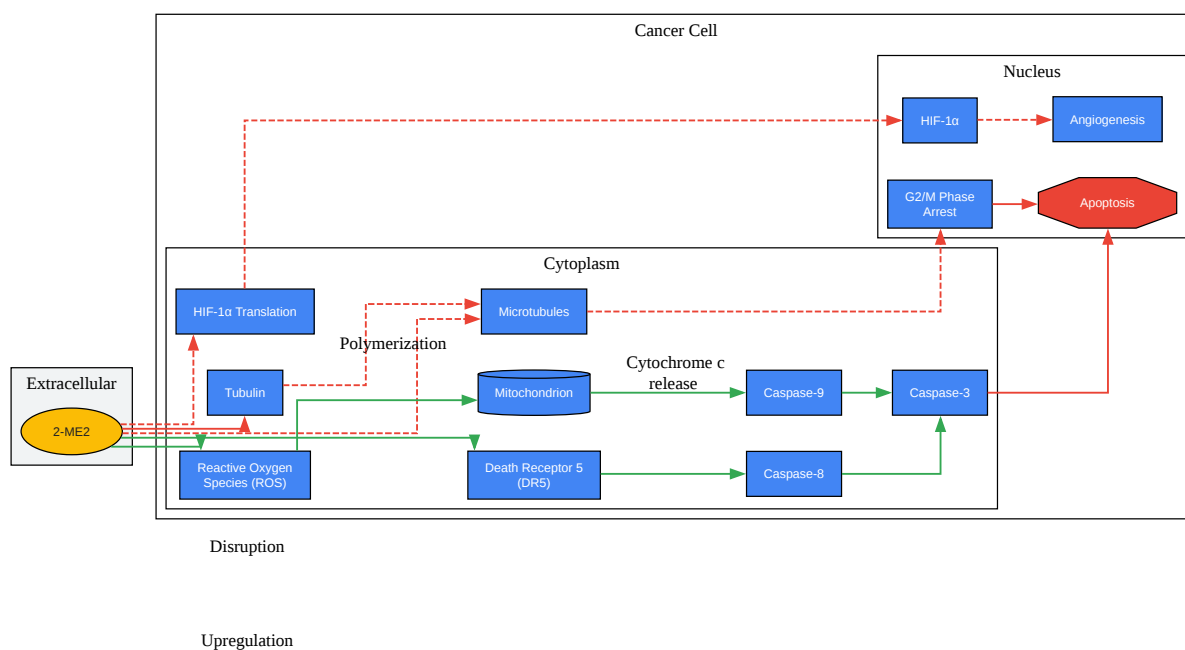 Cancer Cell
Nucleus
HIF-1α
Angiogenesis
G2/M Phase
Arrest
Apoptosis
Cytoplasm
HIF-1α Translation
Microtubules
Polymerization
Cytochrome c
release
Extracellular
2-ME2
Tubulin
Mitochondrion
Caspase-9
Caspase-3
Reactive Oxygen
Species (ROS)
Death Receptor 5
(DR5)
Caspase-8
Disruption
Upregulation